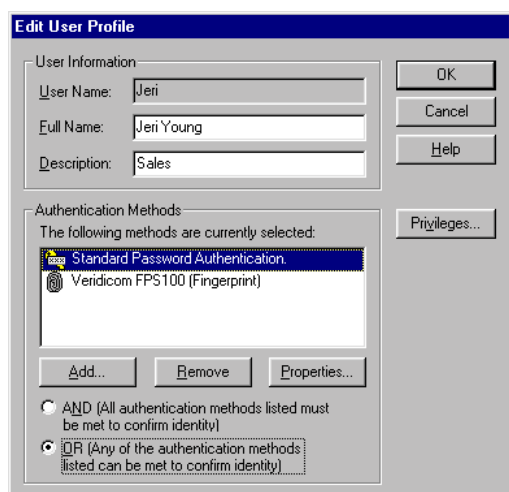 Edit User Profile
User Information
User Name: Jeri
Full Name: Jeri Young
Description: Sales
OK
Cancel
Help
Authentication Methods
The following methods are currently selected:
Standard Password Authentication.
Veridicom FPS100 (Fingerprint)
Privileges...
Add... Remove Properties...
AND (All authentication methods listed must
be met to confirm identity)
OR (Any of the authentication methods
listed can be met to confirm identity)